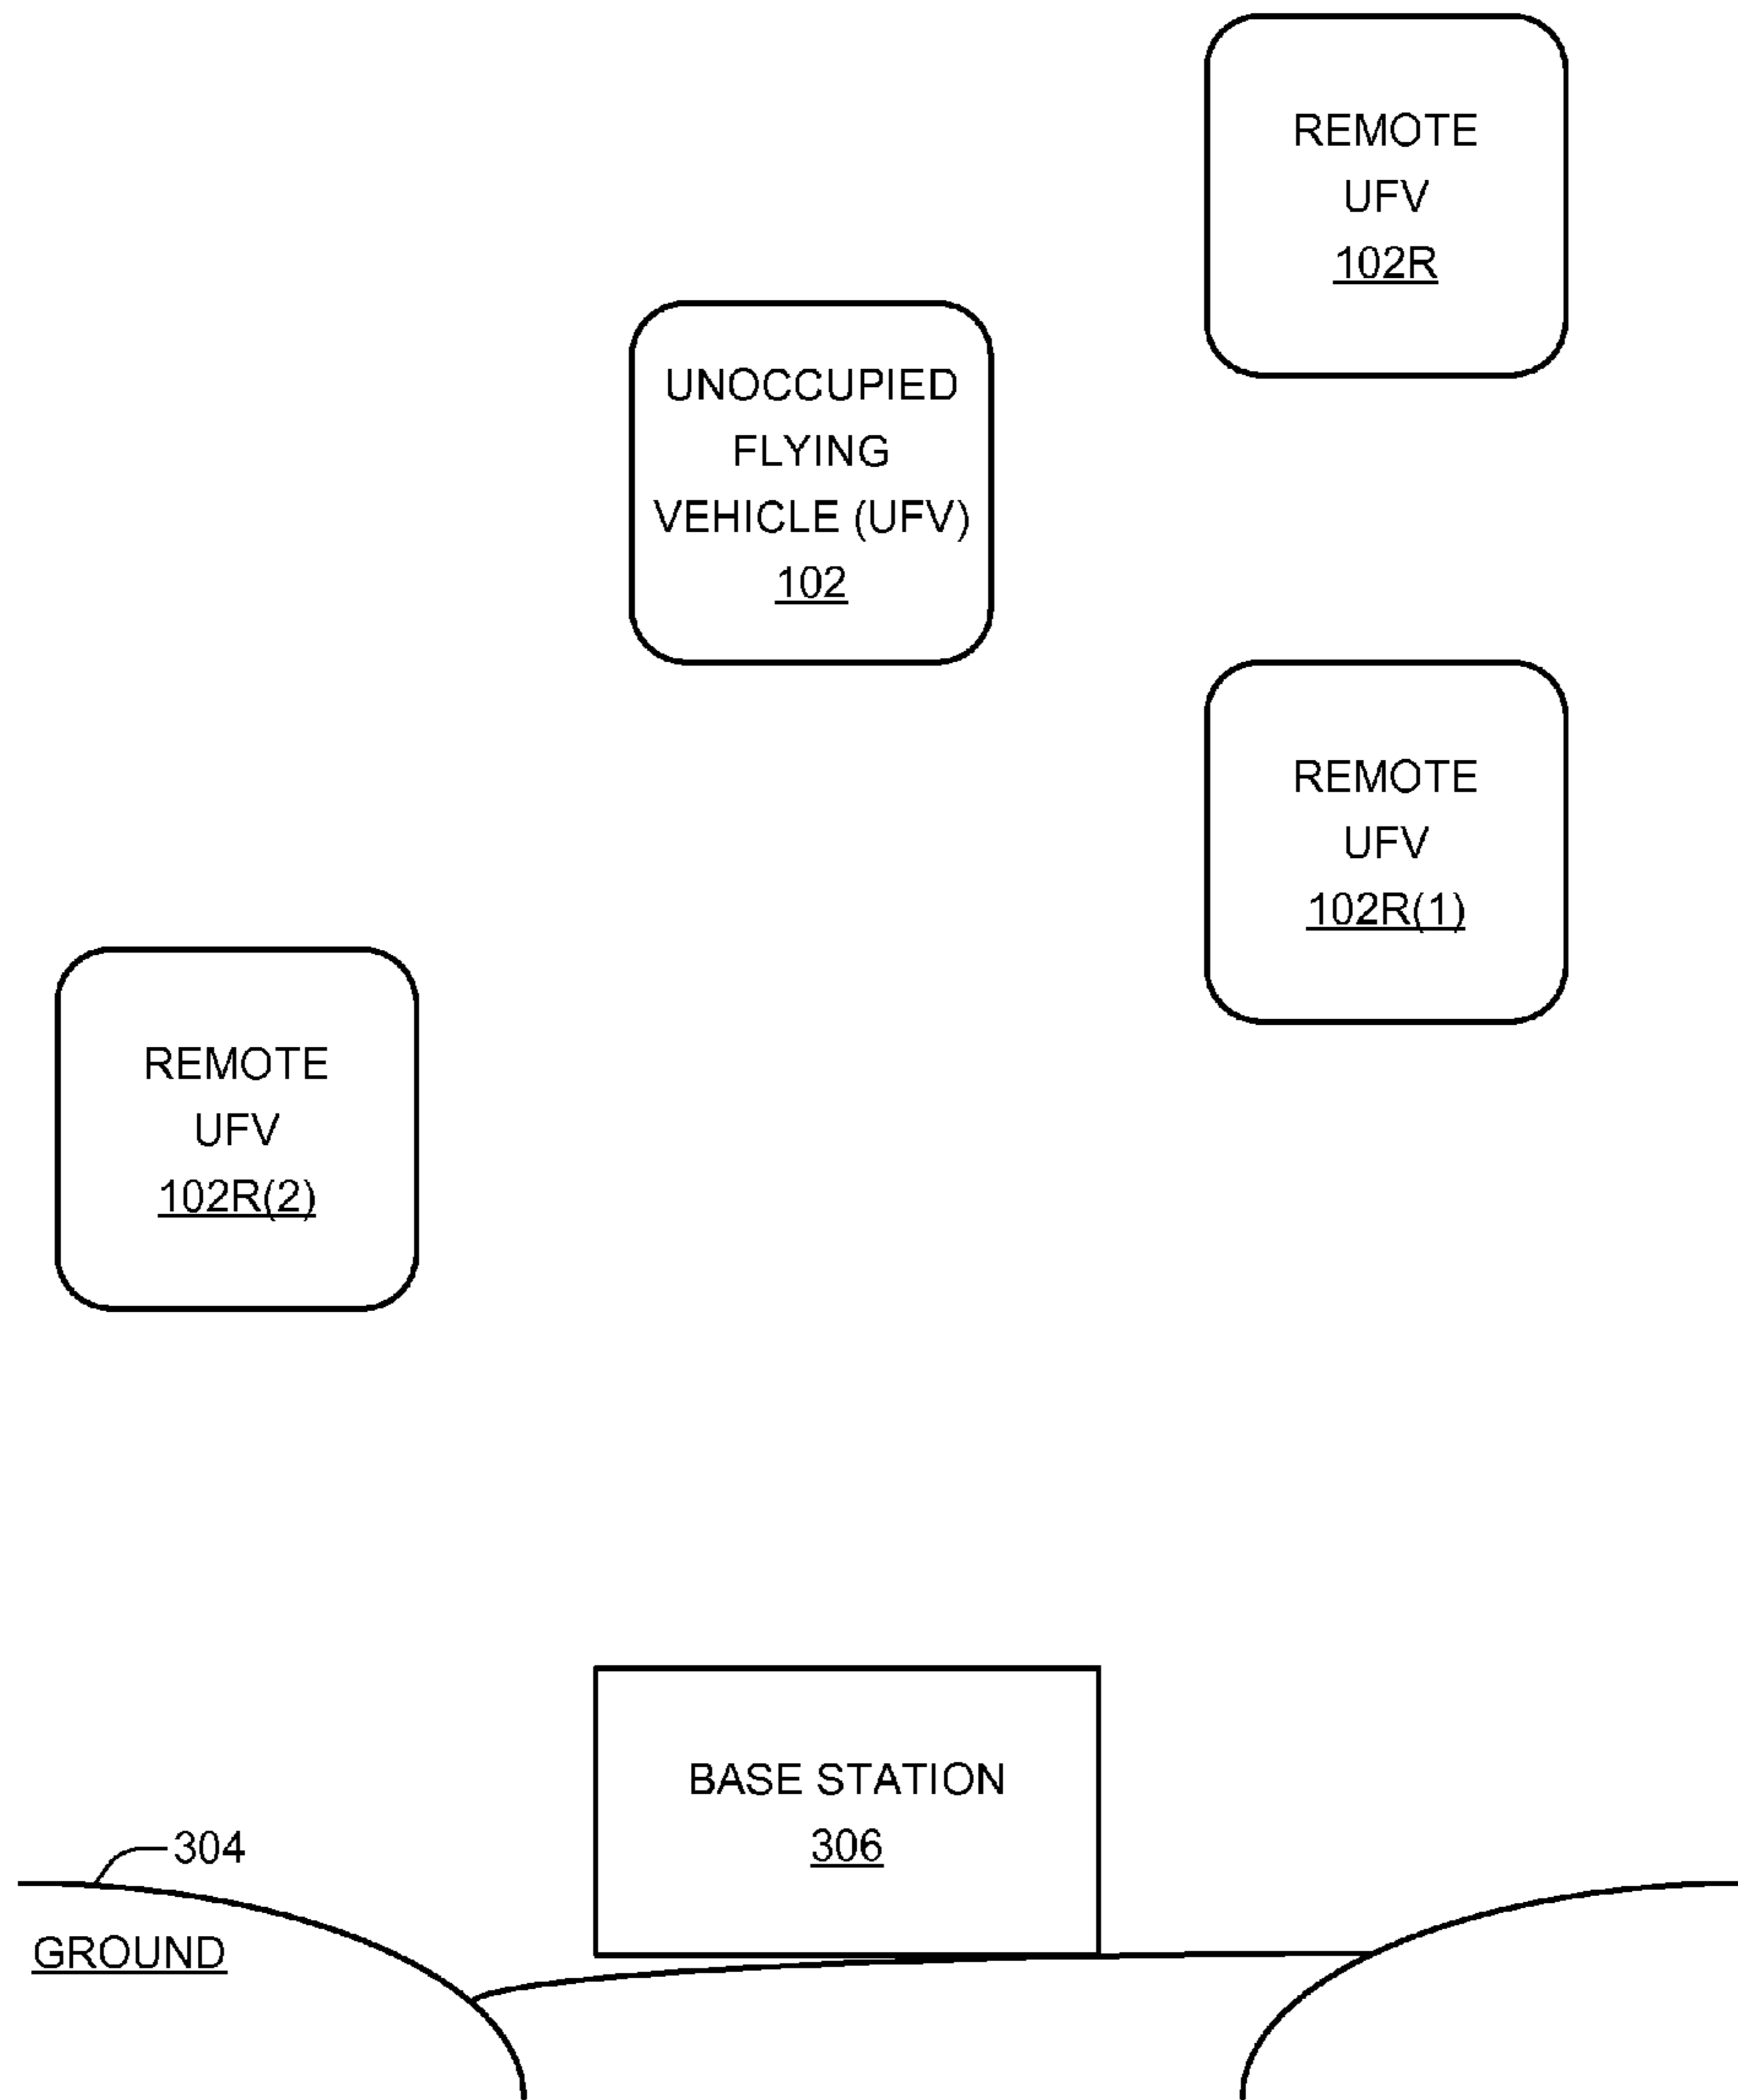 REMOTE
UFV
102R
UNOCCUPIED
FLYING
VEHICLE (UFV)
102
REMOTE
UFV
102R(1)
REMOTE
UFV
102R(2)
BASE STATION
306
304
GROUND